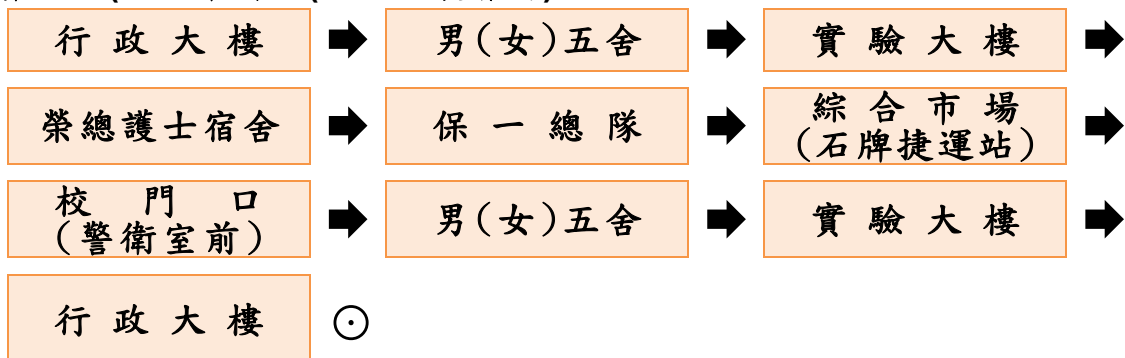 行政大樓 ➡ 男(女)五舍 ➡ 實驗大樓 ➡
榮總護士宿舍 ➡ 保一總隊 ➡ 綜合市場
(石牌捷運站) ➡
校門口
(警衛室前) ➡ 男(女)五舍 ➡ 實驗大樓 ➡
行政大樓 ⊙